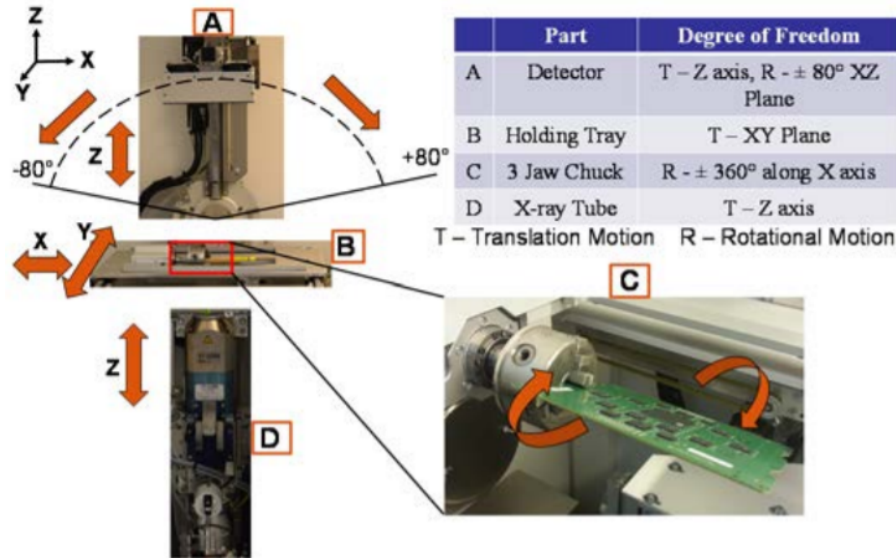 A
Z
X
Y
Z
-80°
+80°
Part Degree of Freedom
A Detector T – Z axis, R - ± 80° XZ
Plane
B Holding Tray T – XY Plane
C 3 Jaw Chuck R - ± 360° along X axis
D X-ray Tube T – Z axis
T – Translation Motion R – Rotational Motion
X
Y
B
C
Z
D